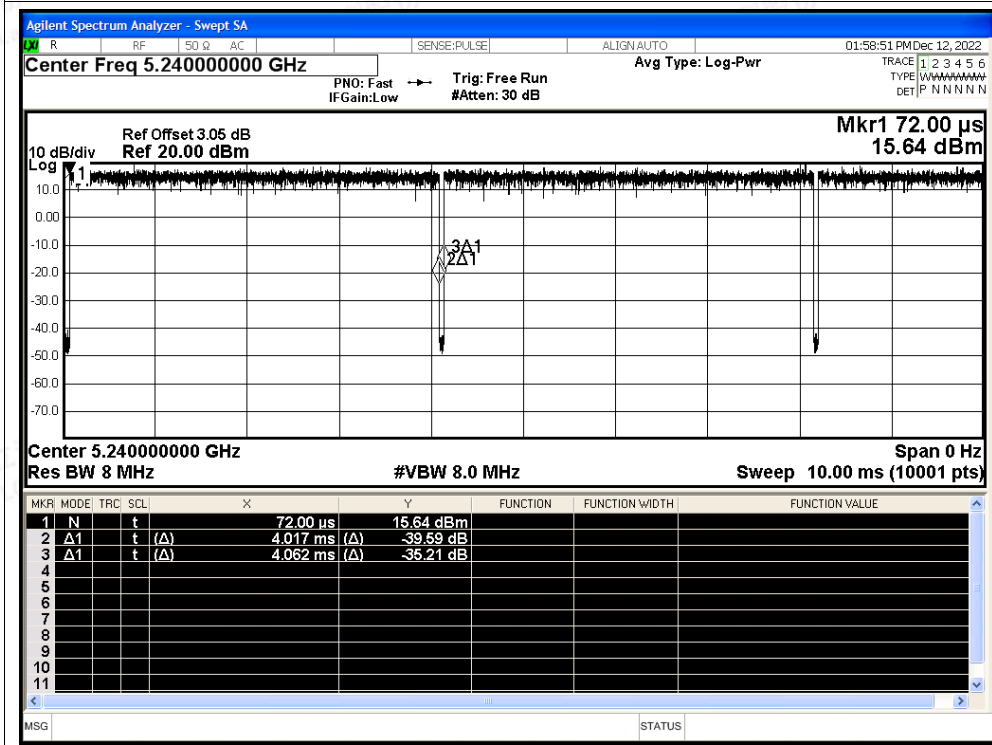 Agilent Spectrum Analyzer - Swept SA
LXI R RF 50 Ω AC SENSE:PULSE ALIGN AUTO 01:58:51 PM Dec 12, 2022
Center Freq 5.240000000 GHz Avg Type: Log-Pwr TRACE 1 2 3 4 5 6
PNO: Fast Trig: Free Run TYPE WWWWWW
IFGain:Low #Atten: 30 dB DET P N N N N N
Mkr1 72.00 µs
15.64 dBm
Ref Offset 3.05 dB
10 dB/div Ref 20.00 dBm
Log
1
10.0
0.00
-10.0
3Δ1
2Δ1
-20.0
-30.0
-40.0
-50.0
-60.0
-70.0
Center 5.240000000 GHz Span 0 Hz
Res BW 8 MHz #VBW 8.0 MHz Sweep 10.00 ms (10001 pts)
MKR MODE TRC SCL X Y FUNCTION FUNCTION WIDTH FUNCTION VALUE
1 N t 72.00 µs 15.64 dBm
2 Δ1 t (Δ) 4.017 ms (Δ) -39.59 dB
3 Δ1 t (Δ) 4.062 ms (Δ) -35.21 dB
4
5
6
7
8
9
10
11
MSG STATUS